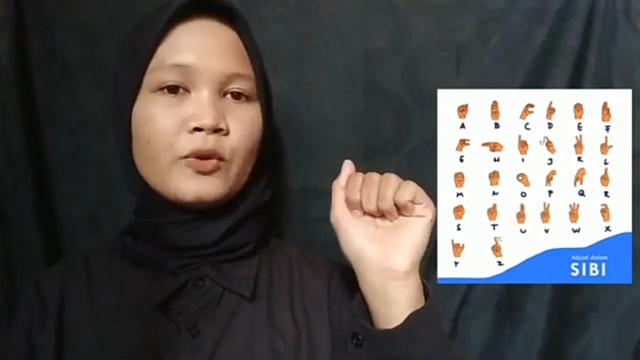 A B C D E F
G H I J K L
M N O P Q R
S T U V W X
Y Z
Abjad dalam
SIBI